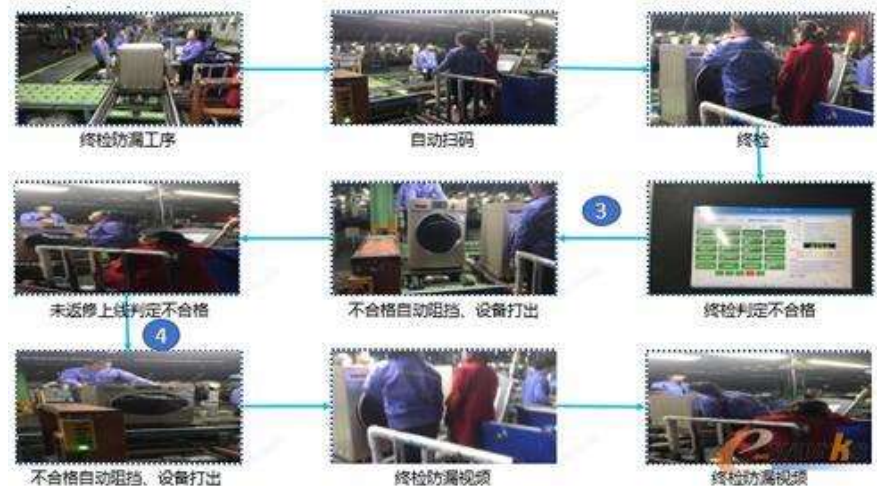 终检防漏工序
自动扫码
终检
③
未返修上线判定不合格
不合格自动阻挡、设备打出
终检判定不合格
④
不合格自动阻挡、设备打出
终检防漏视频
终检防漏视频